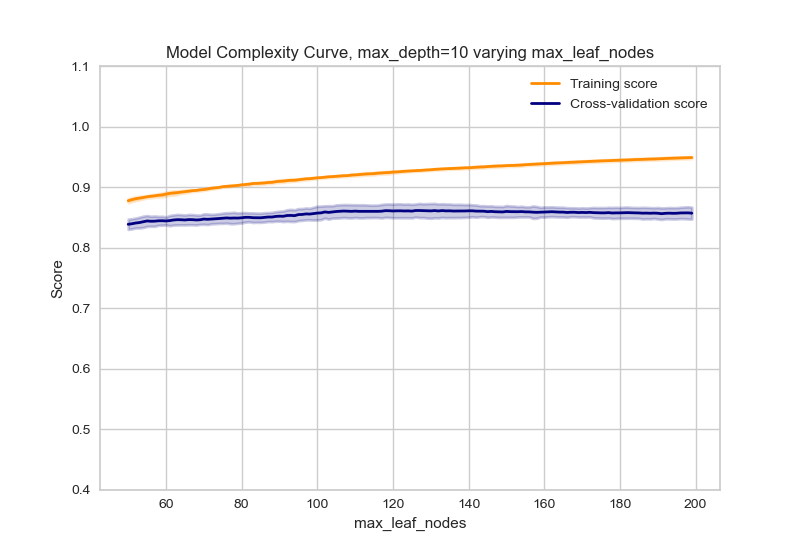 Model Complexity Curve, max_depth=10 varying max_leaf_nodes
1.1
1.0
0.9
0.8
0.7
0.6
0.5
0.4
Score
Training score
Cross-validation score
60 80 100 120 140 160 180 200
max_leaf_nodes